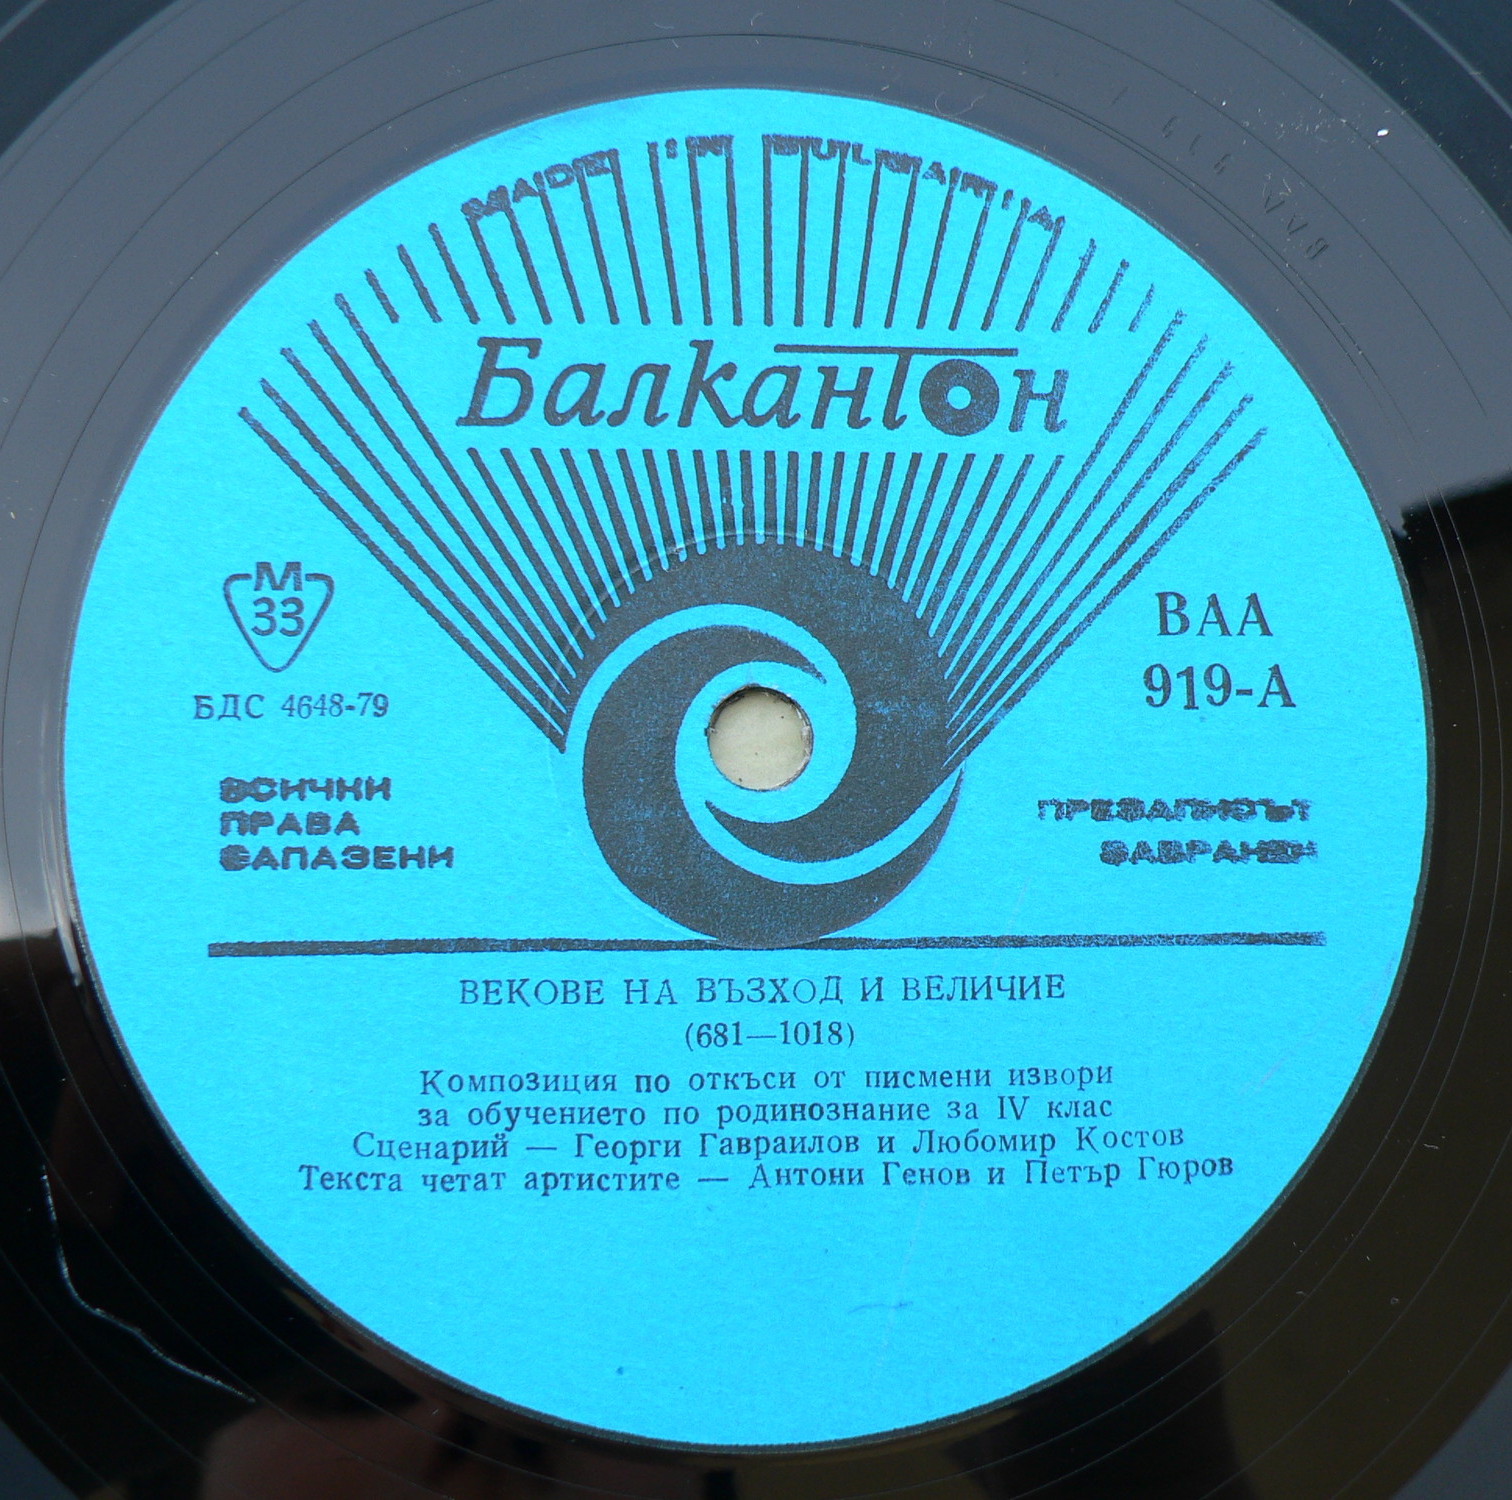 MADE IN BULGARIA
Балкантон
М
33
БДС 4648-79
ВСИЧКИ
ПРАВА
ЗАПАЗЕНИ
ВАА
919-А
ПРЕЗАПИСЪТ
ЗАБРАНЕН
ВЕКОВЕ НА ВЪЗХОД И ВЕЛИЧИЕ
(681—1018)
Композиция по откъси от писмени извори
за обучението по родинознание за IV клас
Сценарий — Георги Гавраилов и Любомир Костов
Текста четат артистите — Антони Генов и Петър Гюров